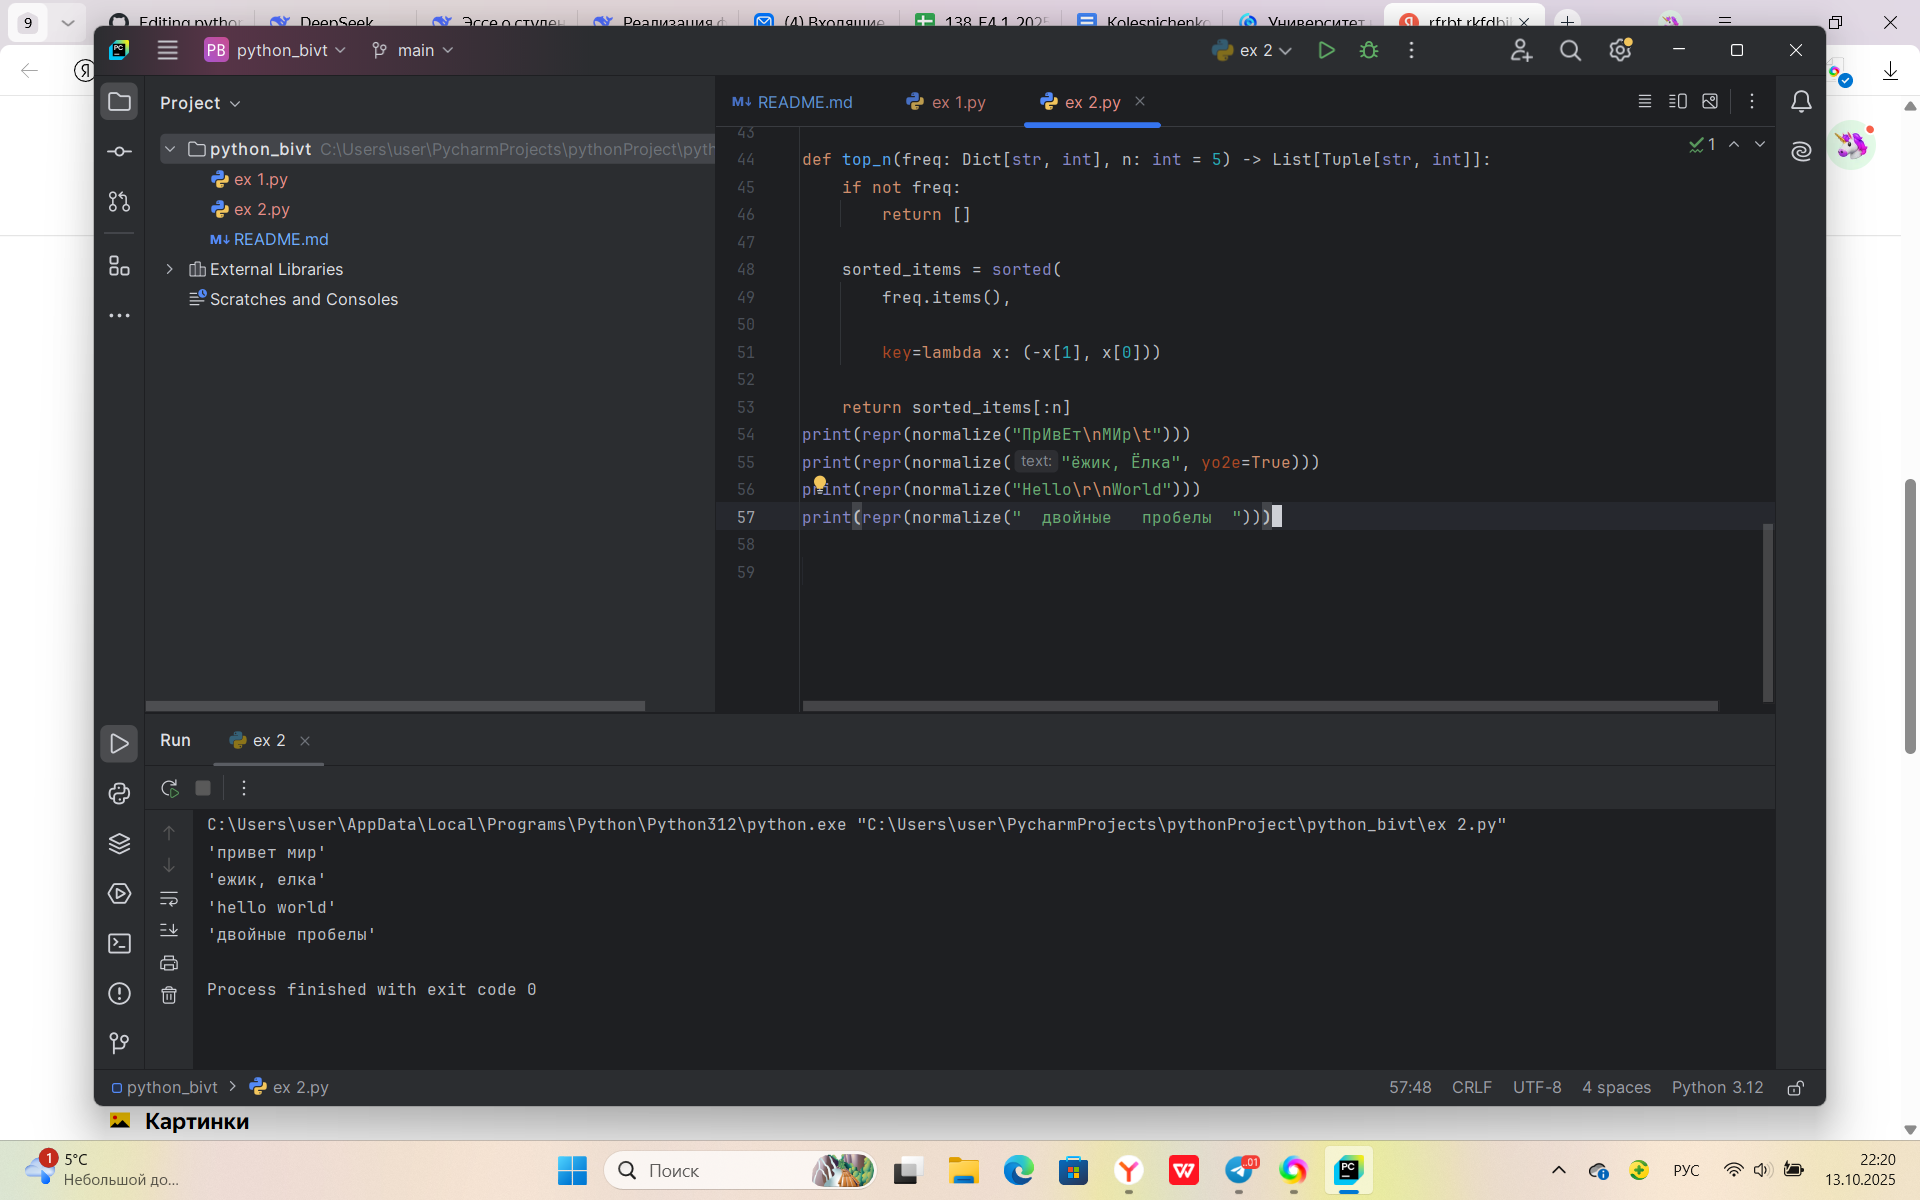 9
Editing python
DeepSeek
Эссе о студен
Реализация ф
(4) Входящие
138_F4.1_2025
Kolesnichenko
Университет
rfrbt rkfdbi
PB python_bivt
main
ex 2
Project
README.md
ex 1.py
ex 2.py
python_bivt C:\Users\user\PycharmProjects\pythonProject\pyth
ex 1.py
ex 2.py
README.md
External Libraries
Scratches and Consoles
1
43
44 def top_n(freq: Dict[str, int], n: int = 5) -> List[Tuple[str, int]]:
45 if not freq:
46 return []
47
48 sorted_items = sorted(
49 freq.items(),
50
51 key=lambda x: (-x[1], x[0]))
52
53 return sorted_items[:n]
54 print(repr(normalize("ПрИвЕт\nМИр\t")))
55 print(repr(normalize( text: "ёжик, Ёлка", yo2e=True)))
56 print(repr(normalize("Hello\r\nWorld")))
57 print(repr(normalize("  двойные   пробелы  ")))
58
59
Run
ex 2
C:\Users\user\AppData\Local\Programs\Python\Python312\python.exe "C:\Users\user\PycharmProjects\pythonProject\python_bivt\ex 2.py"
'привет мир'
'ежик, елка'
'hello world'
'двойные пробелы'
Process finished with exit code 0
python_bivt > ex 2.py
57:48 CRLF UTF-8 4 spaces Python 3.12
Картинки
1
5°C
Небольшой до...
Поиск
PC
РУС
22:20
13.10.2025